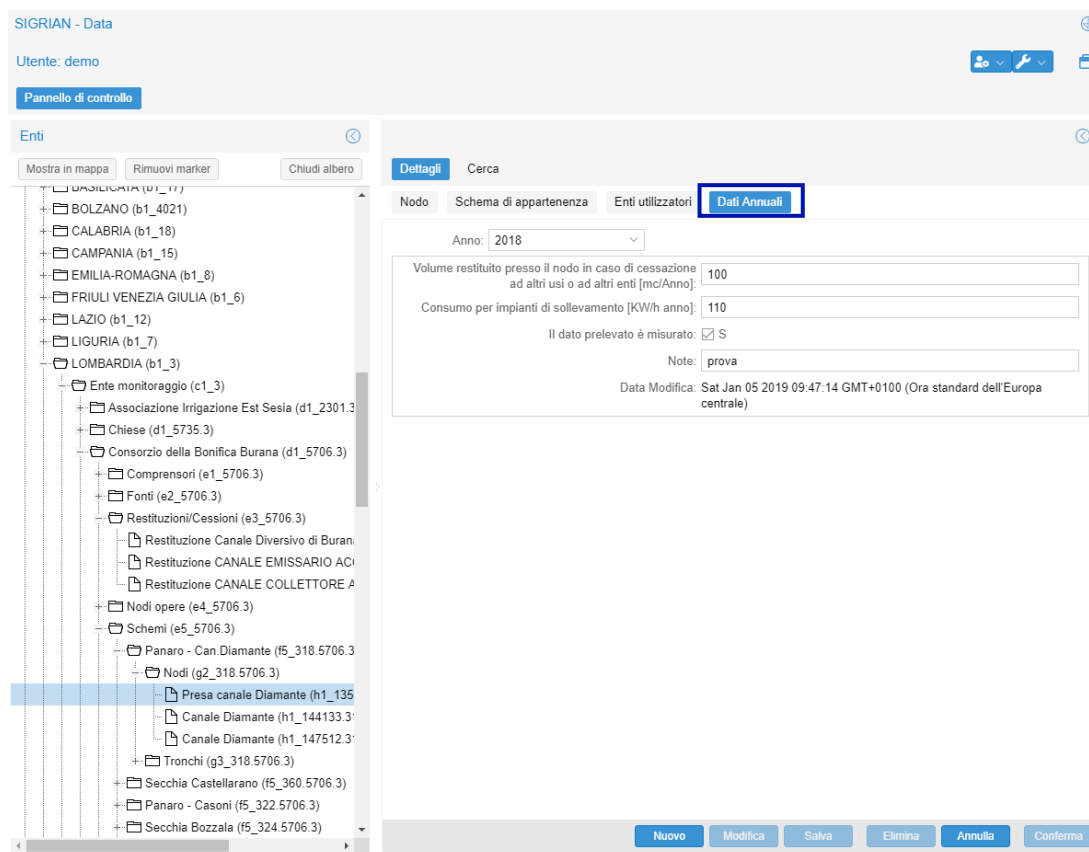 SIGRIAN - Data
Utente: demo
Pannello di controllo
Enti
Mostra in mappa
Rimuovi marker
Chiudi albero
BASILICATA (b1_17)
BOLZANO (b1_4021)
CALABRIA (b1_18)
CAMPANIA (b1_15)
EMILIA-ROMAGNA (b1_8)
FRIULI VENEZIA GIULIA (b1_6)
LAZIO (b1_12)
LIGURIA (b1_7)
LOMBARDIA (b1_3)
Ente monitoraggio (c1_3)
Associazione Irrigazione Est Sesia (d1_2301.3
Chiese (d1_5735.3)
Consorzio della Bonifica Burana (d1_5706.3)
Comprensori (e1_5706.3)
Fonti (e2_5706.3)
Restituzioni/Cessioni (e3_5706.3)
Restituzione Canale Diversivo di Buran
Restituzione CANALE EMISSARIO AC
Restituzione CANALE COLLETTORE A
Nodi opere (e4_5706.3)
Schemi (e5_5706.3)
Panaro - Can.Diamante (f5_318.5706.3
Nodi (g2_318.5706.3)
Presa canale Diamante (h1_135
Canale Diamante (h1_144133.3
Canale Diamante (h1_147512.3
Tronchi (g3_318.5706.3)
Secchia Castellarano (f5_360.5706.3)
Panaro - Casoni (f5_322.5706.3)
Secchia Bozzala (f5_324.5706.3)
Dettagli
Cerca
Nodo
Schema di appartenenza
Enti utilizzatori
Dati Annuali
Anno: 2018
Volume restituito presso il nodo in caso di cessazione
ad altri usi o ad altri enti [mc/Anno]: 100
Consumo per impianti di sollevamento [KW/h anno]: 110
Il dato prelevato è misurato: S
Note: prova
Data Modifica: Sat Jan 05 2019 09:47:14 GMT+0100 (Ora standard dell'Europa
centrale)
Nuovo
Modifica
Salva
Elimina
Annulla
Conferma